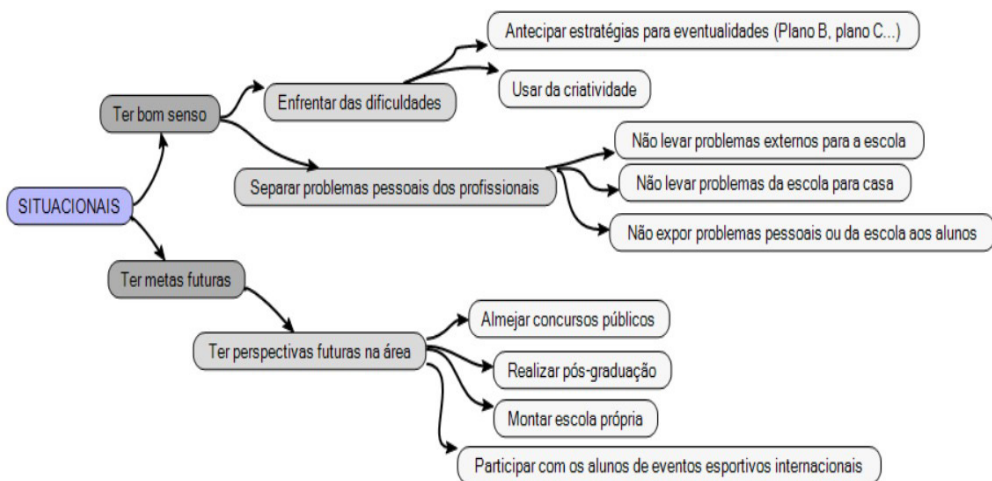 Antecipar estratégias para eventualidades (Plano B, plano C...)
Usar da criatividade
Enfrentar das dificuldades
Ter bom senso
Não levar problemas externos para a escola
Separar problemas pessoais dos profissionais
Não levar problemas da escola para casa
SITUACIONAIS
Não expor problemas pessoais ou da escola aos alunos
Ter metas futuras
Almejar concursos públicos
Ter perspectivas futuras na área
Realizar pós-graduação
Montar escola própria
Participar com os alunos de eventos esportivos internacionais